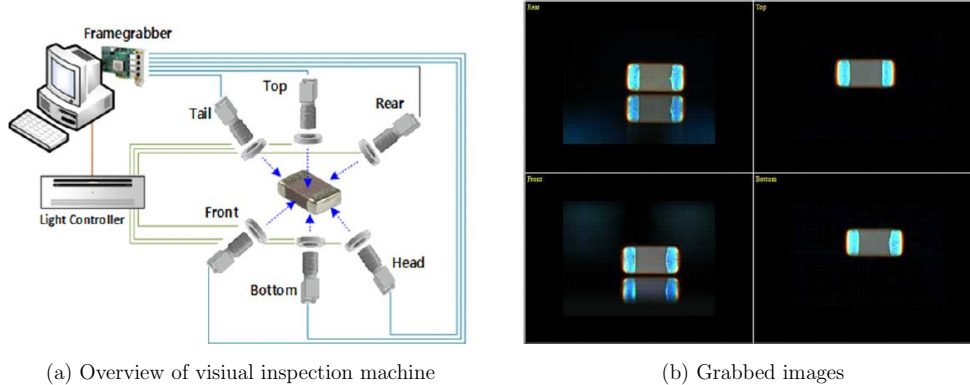 Framegrabber
Top
Tail
Rear
Light Controller
Front
Bottom
Head
Rear
Top
Front
Bottom
(a) Overview of visiual inspection machine
(b) Grabbed images